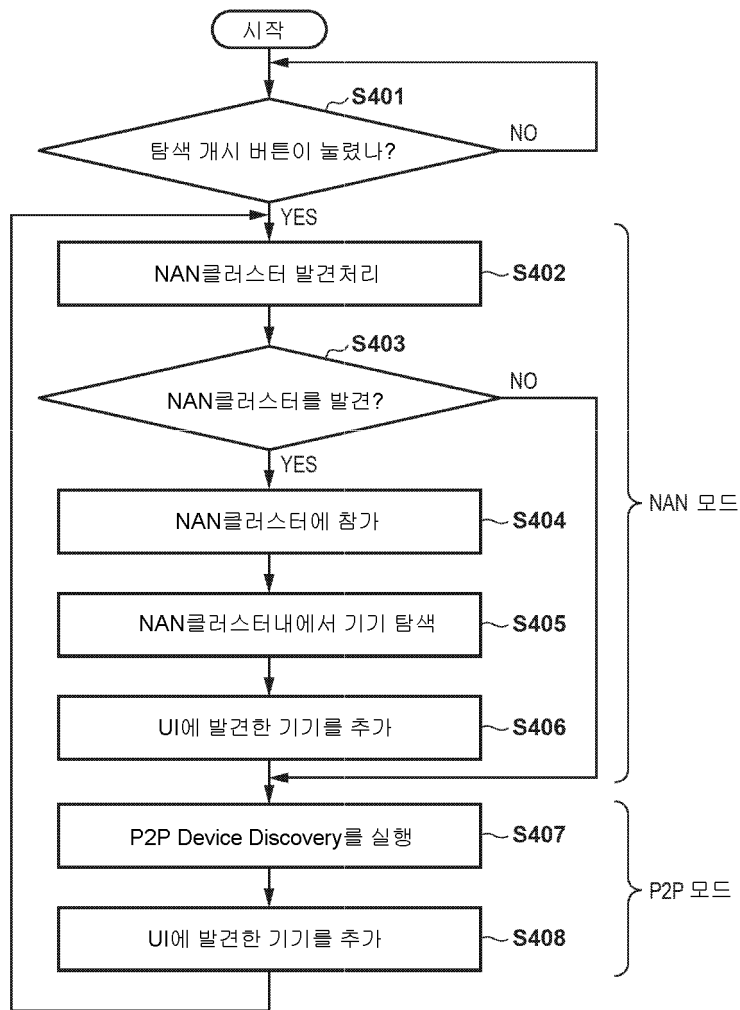 시작
S401
탐색 개시 버튼이 눌렸나?
NO
YES
NAN클러스터 발견처리
S402
S403
NAN클러스터를 발견?
NO
YES
NAN클러스터에 참가
S404
NAN 모드
NAN클러스터내에서 기기 탐색
S405
UI에 발견한 기기를 추가
S406
P2P Device Discovery를 실행
S407
P2P 모드
UI에 발견한 기기를 추가
S408